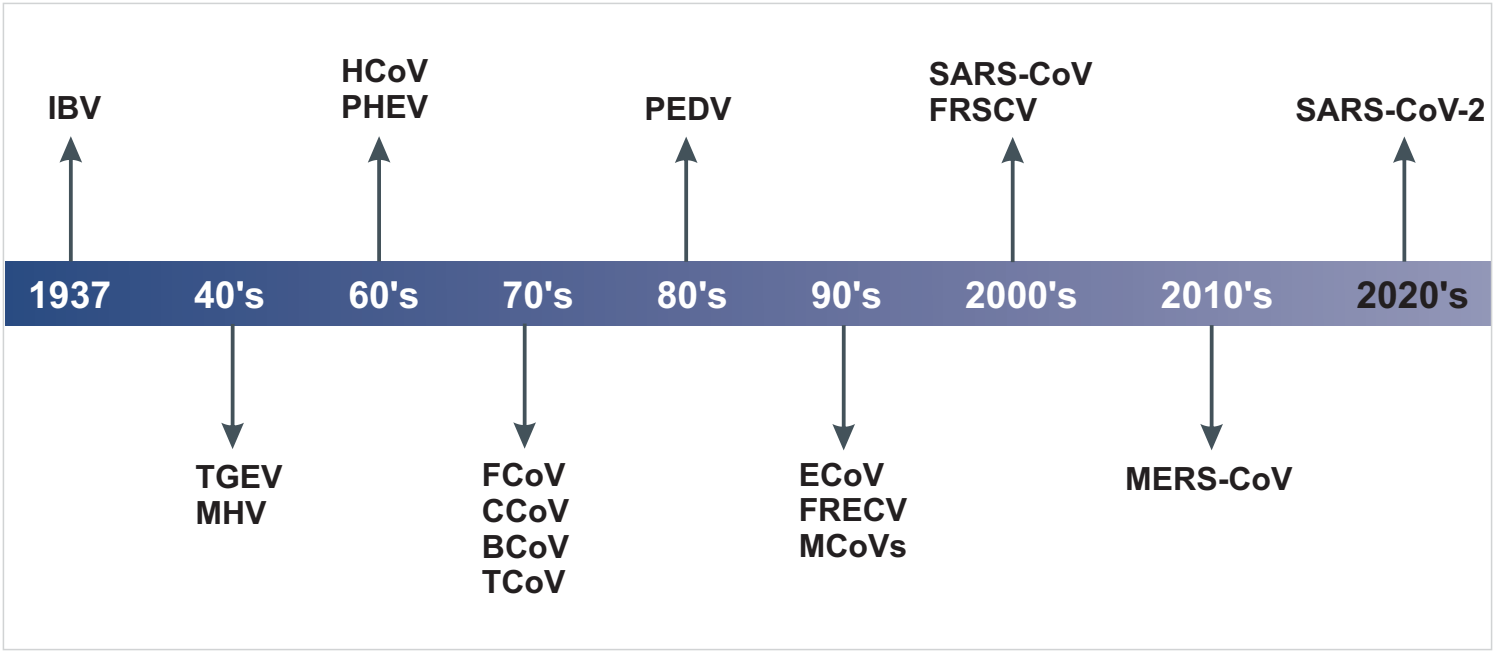 IBV
HCoV
PHEV
PEDV
SARS-CoV
FRSCV
SARS-CoV-2
1937 40's 60's 70's 80's 90's 2000's 2010's 2020's
TGEV
MHV
FCoV
CCoV
BCoV
TCoV
ECoV
FRECV
MCoVs
MERS-CoV